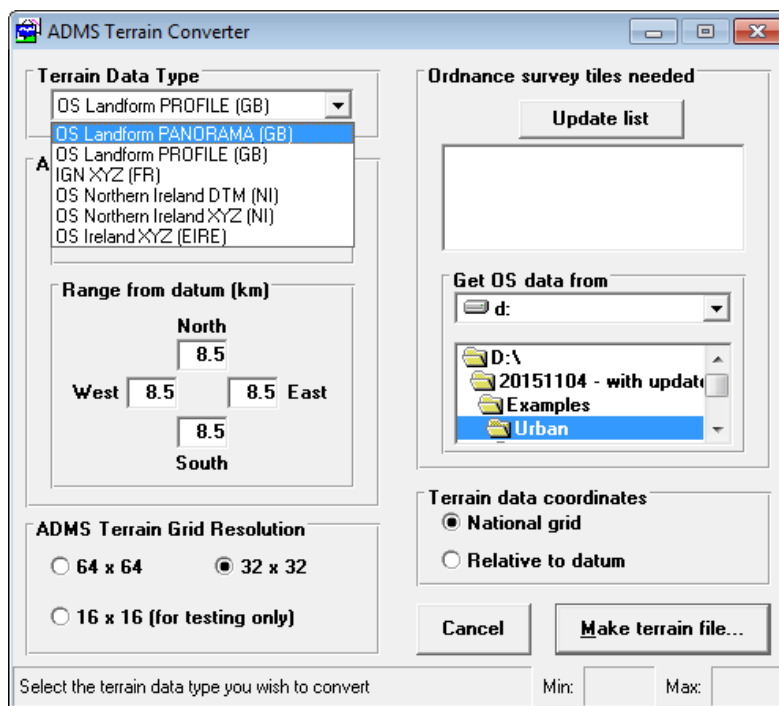 ADMS Terrain Converter
Terrain Data Type
OS Landform PROFILE (GB)
OS Landform PANORAMA (GB)
OS Landform PROFILE (GB)
IGN XYZ (FR)
OS Northern Ireland DTM (NI)
OS Northern Ireland XYZ (NI)
OS Ireland XYZ (EIRE)
A
Range from datum (km)
North
8.5
West 8.5 8.5 East
8.5
South
ADMS Terrain Grid Resolution
64 x 64 32 x 32
16 x 16 (for testing only)
Ordnance survey tiles needed
Update list
Get OS data from
d:
D:\
20151104 - with update
Examples
Urban
Terrain data coordinates
National grid
Relative to datum
Cancel Make terrain file...
Select the terrain data type you wish to convert Min: Max: